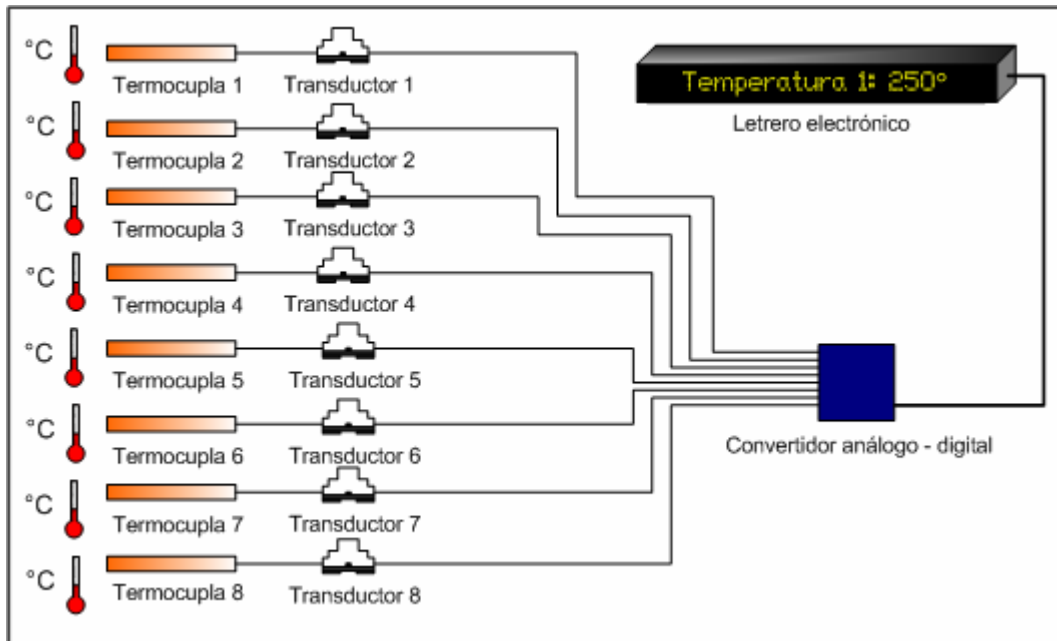 °C
Termocupla 1 Transductor 1
Temperatura 1: 250°
Letrero electrónico
°C
Termocupla 2 Transductor 2
°C
Termocupla 3 Transductor 3
°C
Termocupla 4 Transductor 4
°C
Termocupla 5 Transductor 5
°C
Termocupla 6 Transductor 6
Convertidor análogo - digital
°C
Termocupla 7 Transductor 7
°C
Termocupla 8 Transductor 8